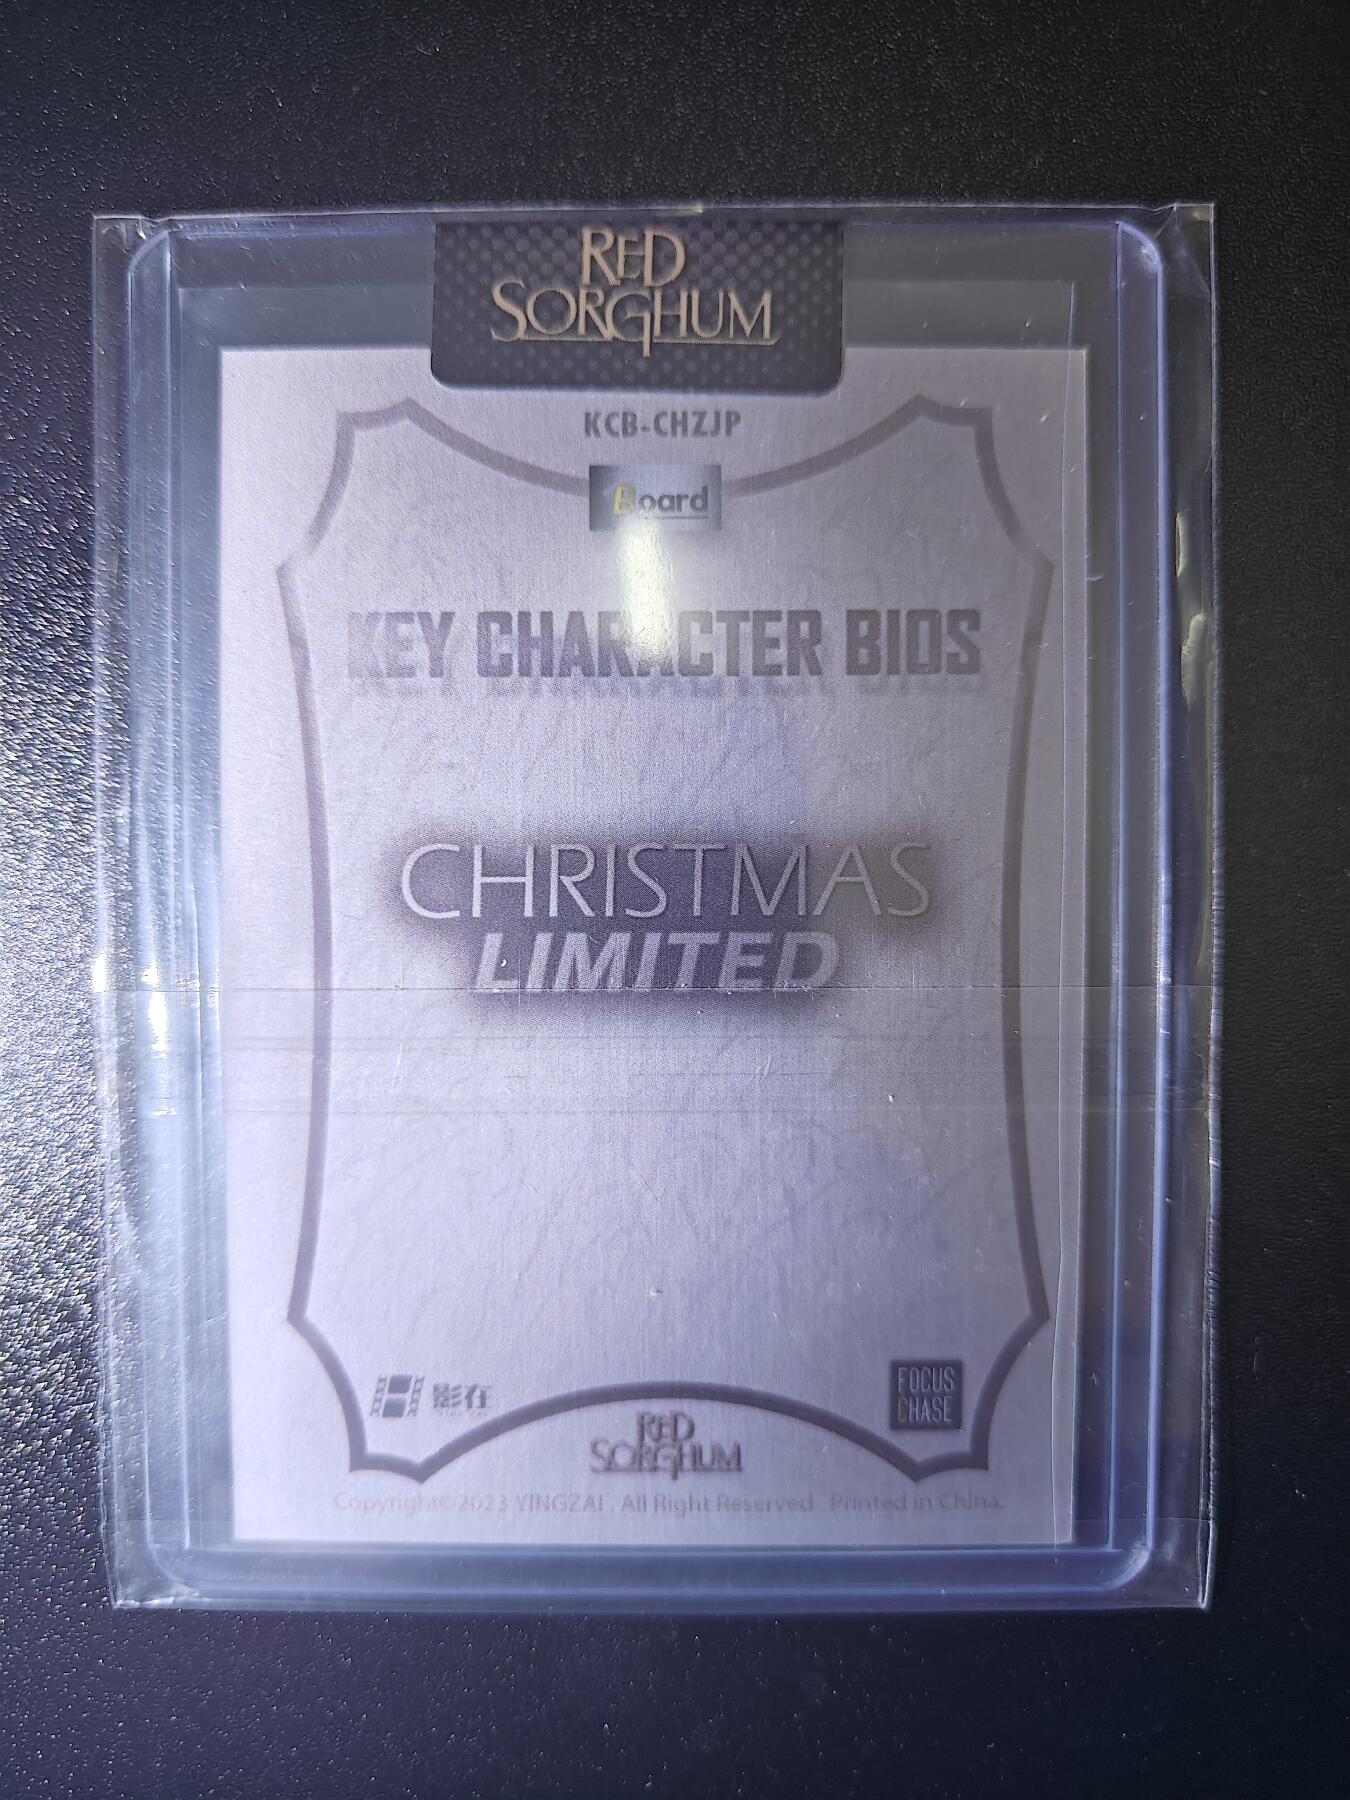 RED
SORGHUM
KCB-CHZJP
Board
KEY CHARACTER BIOS
CHRISTMAS
LIMITED
影在
FOCUS
CHASE
RED
SORGHUM
Copyright©2023 YINGZAI . All Right Reserved . Printed in China.